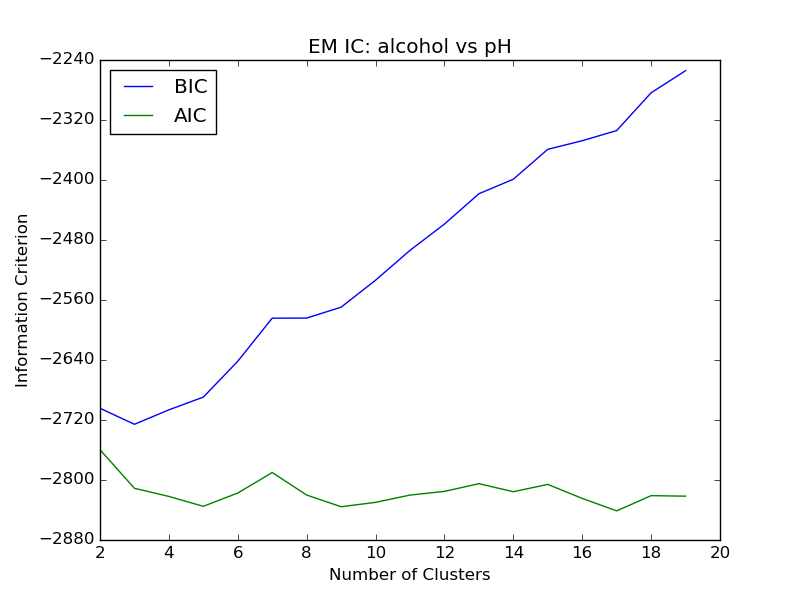 EM IC: alcohol vs pH
−2240
−2320
−2400
−2480
−2560
−2640
−2720
−2800
−2880
Information Criterion
BIC
AIC
2 4 6 8 10 12 14 16 18 20
Number of Clusters